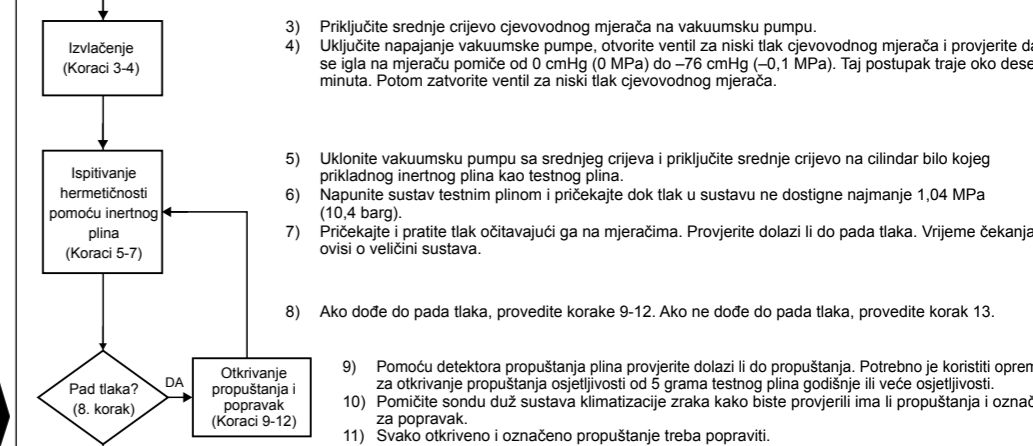 Izvlačenje
(Koraci 3-4)
3) Priključite srednje crijevo cjevovodnog mjerača na vakuumsku pumpu.
4) Uključite napajanje vakuumske pumpe, otvorite ventil za niski tlak cjevovodnog mjerača i provjerite
se igla na mjeraču pomiče od 0 cmHg (0 MPa) do –76 cmHg (–0,1 MPa). Taj postupak traje oko
minuta. Potom zatvorite ventil za niski tlak cjevovodnog mjerača.
Ispitivanje
hermetičnosti
pomoću inertnog
plina
(Koraci 5-7)
5) Uklonite vakuumsku pumpu sa srednjeg crijeva i priključite srednje crijevo na cilindar bilo kojeg
prikladnog inertnog plina kao testnog plina.
6) Napunite sustav testnim plinom i pričekajte dok tlak u sustavu ne dostigne najmanje 1,04 MPa
(10,4 barg).
7) Pričekajte i pratite tlak očitavajući ga na mjeračima. Provjerite dolazi li do pada tlaka. Vrijeme čekanja
ovisi o veličini sustava.
8) Ako dođe do pada tlaka, provedite korake 9-12. Ako ne dođe do pada tlaka, provedite korak 13.
Pad tlaka?
(8. korak)
DA
Otkrivanje
propuštanja i
popravak
(Koraci 9-12)
9) Pomoću detektora propuštanja plina provjerite dolazi li do propuštanja. Potrebno je koristiti
za otkrivanje propuštanja osjetljivosti od 5 grama testnog plina godišnje ili veće osjetljivosti.
10) Pomičite sondu duž sustava klimatizacije zraka kako biste provjerili ima li propuštanja i
za popravak.
11) Svako otkriveno i označeno propuštanje treba popraviti.